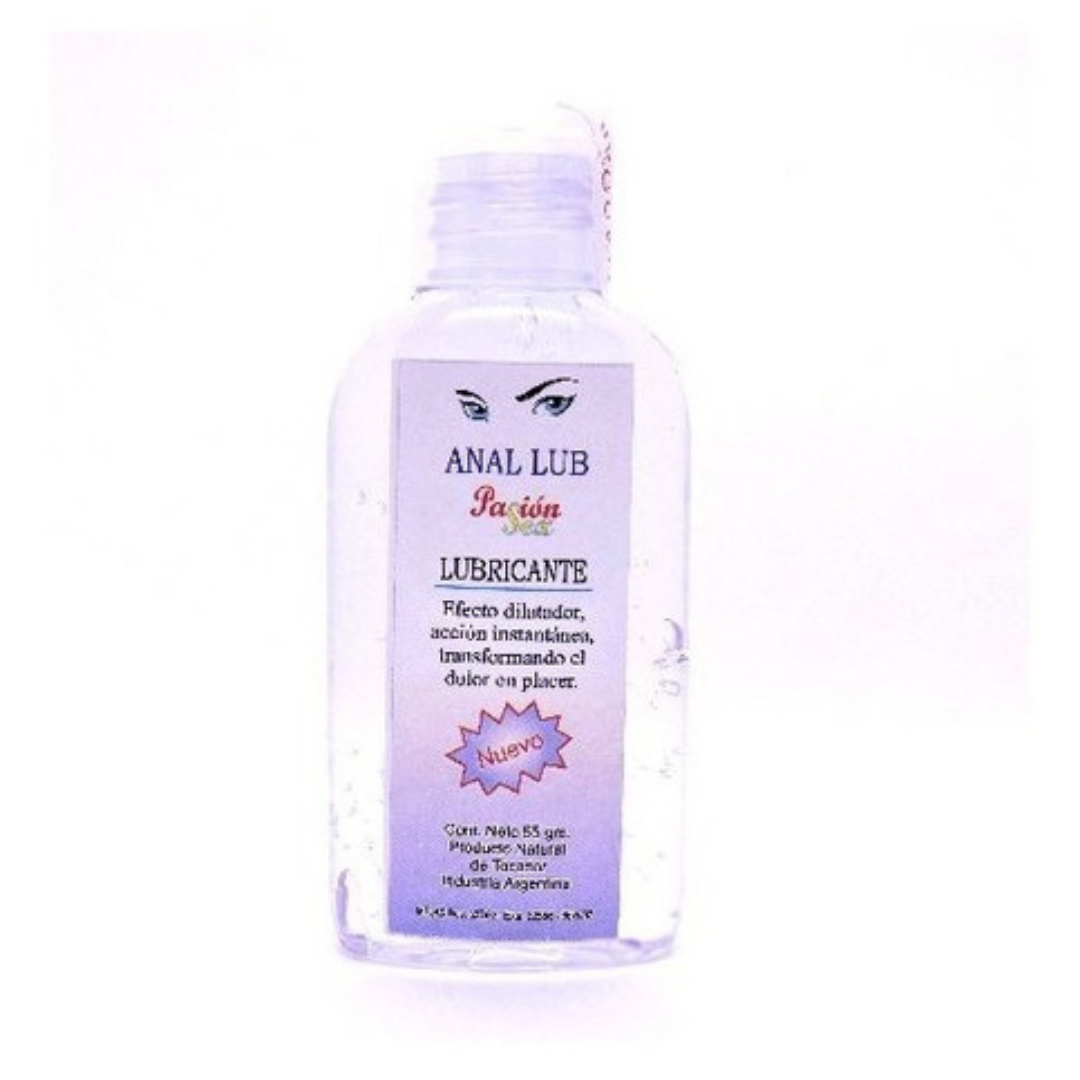 ANAL LUB
Pasión
Sex
LUBRICANTE
Efecto dilatador,
acción instantánea,
transformando el
dolor en placer.
Nuevo
Cont. Neto 55 grs.
Producto Natural
de Tocador
Industria Argentina